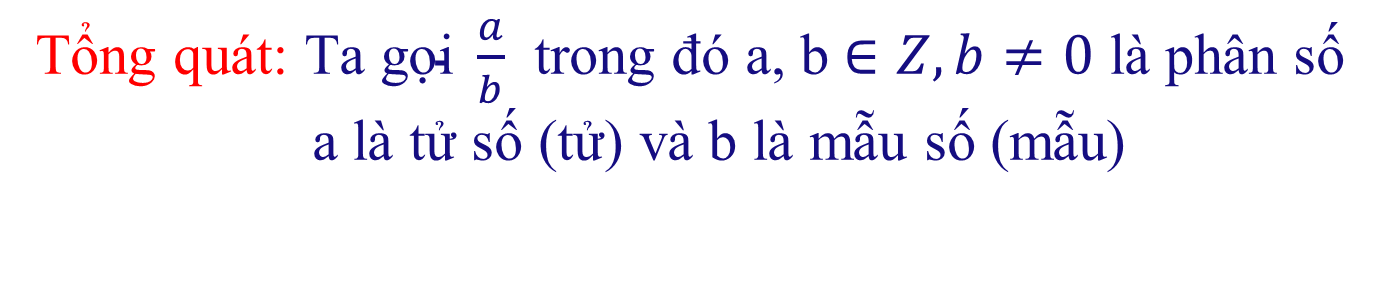 Tổng quát: Ta gọi a/b trong đó a, b ∈ Z, b ≠ 0 là phân số
a là tử số (tử) và b là mẫu số (mẫu)